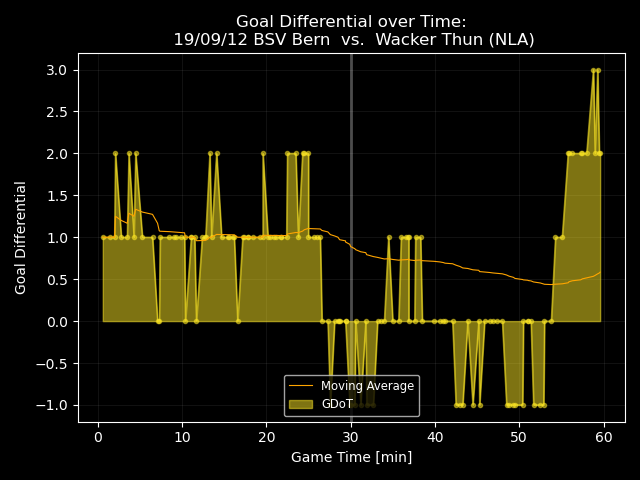 Goal Differential over Time:
19/09/12 BSV Bern  vs.  Wacker Thun (NLA)
3.0
2.5
2.0
1.5
1.0
0.5
0.0
−0.5
−1.0
Goal Differential
Moving Average
GDoT
0 10 20 30 40 50 60
Game Time [min]